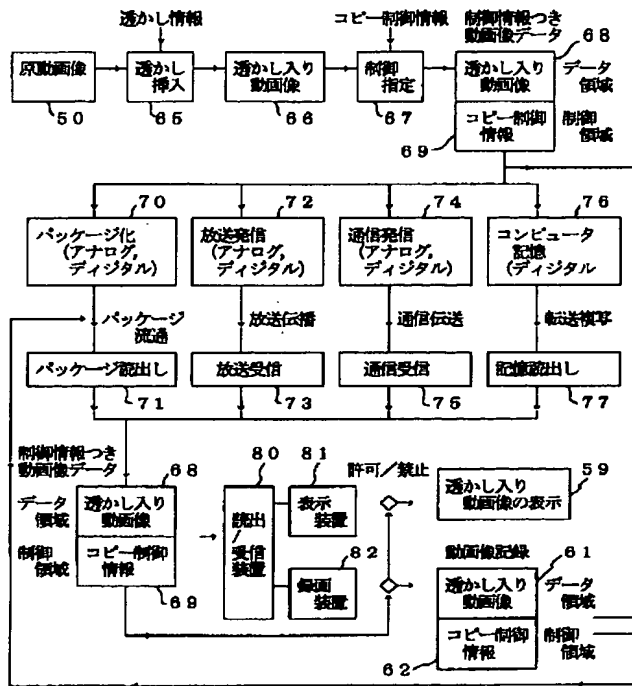 透かし情報
コピー制御情報
制御情報つき
動画像データ
68
原動画像
透かし
挿入
透かし入り
動画像
制御
指定
透かし入り
動画像
データ
領域
コピー制御
情報
制御
領域
50
65
66
67
69
70
72
74
76
パッケージ化
(アナログ,
ディジタル)
放送発信
(アナログ,
ディジタル)
通信発信
(アナログ,
ディジタル)
コンピュータ
記憶
(ディジタル
パッケージ
流過
放送伝播
通信伝送
転送複写
パッケージ読出し
放送受信
通信受信
記憶読出し
71
73
75
77
制御情報つき
動画像データ
68
80
81
許可/禁止
59
データ
領域
透かし入り
動画像
読出
/
受信
装置
表示
装置
透かし入り
動画像の表示
制御
領域
コピー制御
情報
82
録画
装置
動画像記録
61
69
透かし入り
動画像
データ
領域
コピー制御
情報
制御
領域
62